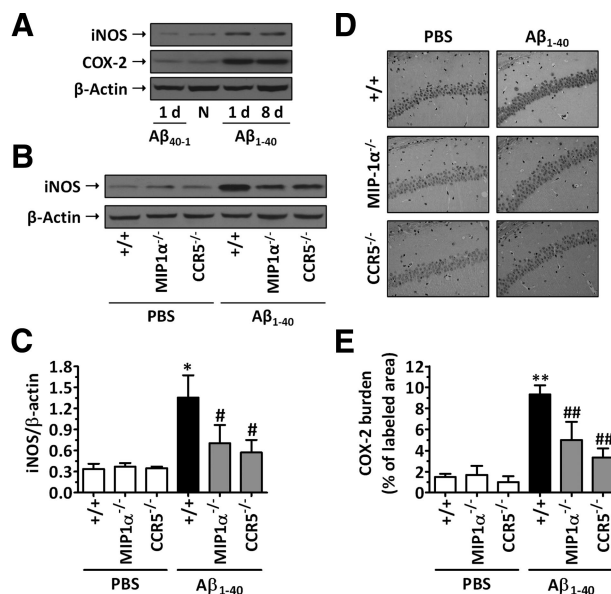 A
iNOS →
COX-2 →
β-Actin →
1 d N 1 d 8 d
Aβ40-1 Aβ1-40
B
iNOS →
β-Actin →
+/+ MIP1α-/- CCR5-/- +/+ MIP1α-/- CCR5-/-
PBS Aβ1-40
C
iNOS/β-actin
1.8
1.5
1.2
0.9
0.6
0.3
0.0
* # #
+/+ MIP1α-/- CCR5-/- +/+ MIP1α-/- CCR5-/-
PBS Aβ1-40
D
PBS Aβ1-40
+/+
MIP-1α-/-
CCR5-/-
E
COX-2 burden
(% of labeled area)
12
10
8
6
4
2
0
** ## ##
+/+ MIP1α-/- CCR5-/- +/+ MIP1α-/- CCR5-/-
PBS Aβ1-40